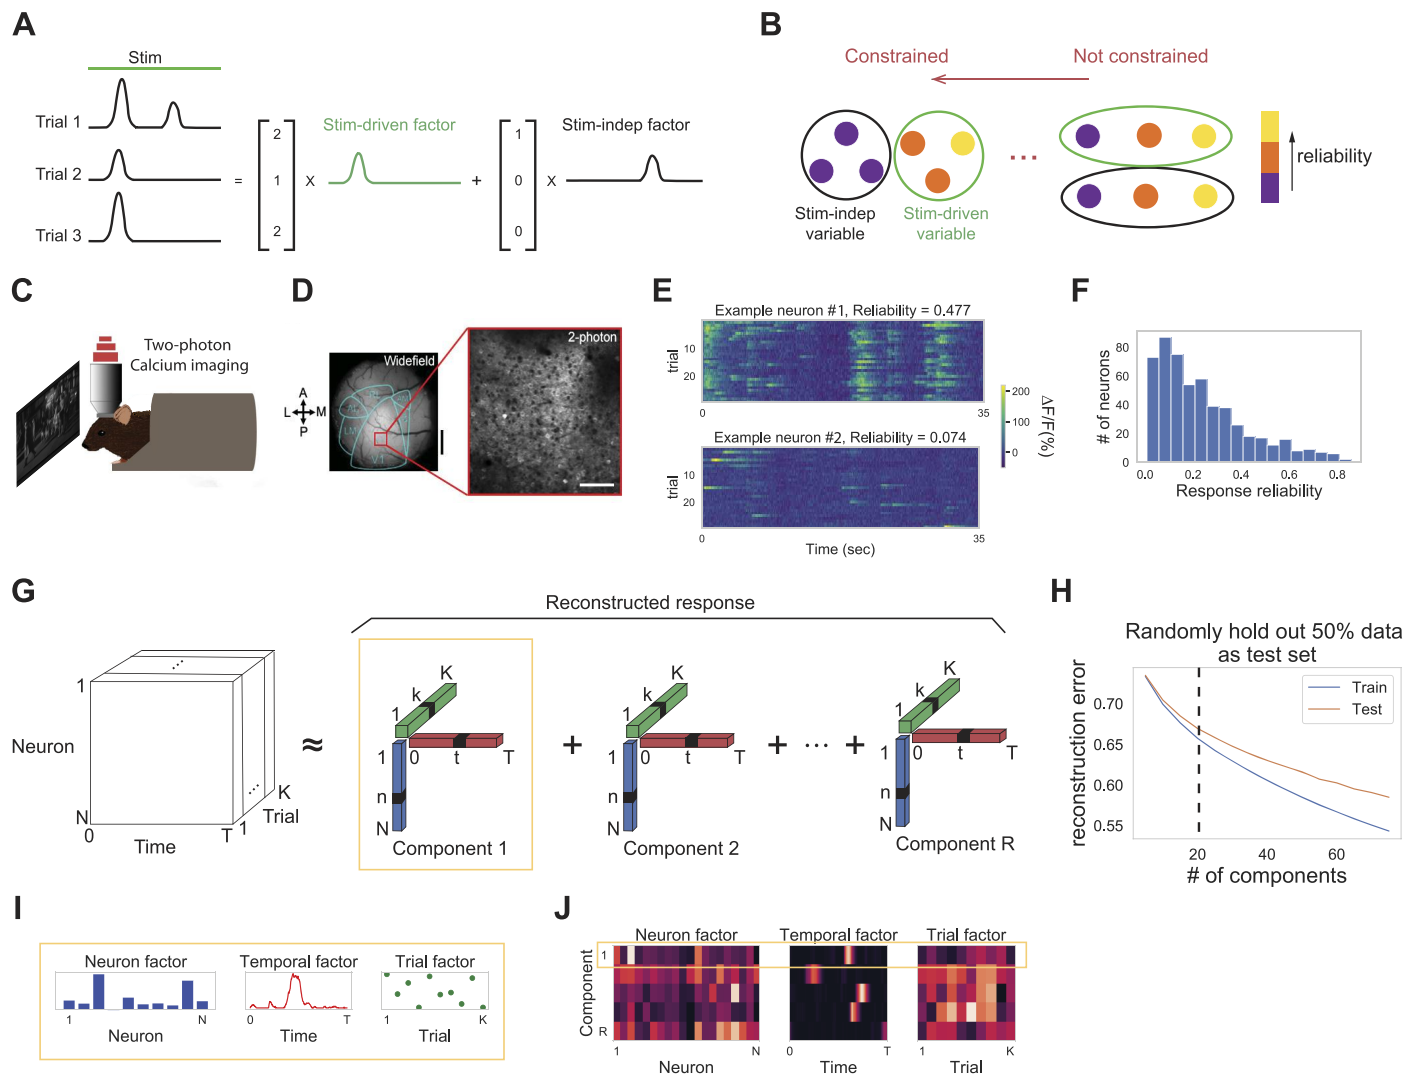 A
Stim
Trial 1
Trial 2
Trial 3
=
2
1
2
X
Stim-driven factor
+
1
0
0
X
Stim-indep factor
B
Constrained
Not constrained
...
reliability
Stim-indep
variable
Stim-driven
variable
C
Two-photon
Calcium imaging
D
Widefield
2-photon
A
L
M
P
E
Example neuron #1, Reliability = 0.477
trial
10
20
0
35
Example neuron #2, Reliability = 0.074
trial
20
0
35
Time (sec)
200
100
0
ΔF/F(%)
F
# of neurons
80
60
40
20
0
0.0 0.2 0.4 0.6 0.8
Response reliability
G
Reconstructed response
1
Neuron
N
0
Time
T
1
Trial
K
...
...
≈
1 k K
1 n N
0 t T
Component 1
+
1 k K
1 n N
0 t T
Component 2
+ ... +
1 k K
1 n N
0 t T
Component R
H
Randomly hold out 50% data
as test set
reconstruction error
0.70
0.65
0.60
0.55
Train
Test
20 40 60
# of components
I
Neuron factor
1 N
Neuron
Temporal factor
0 T
Time
Trial factor
1 K
Trial
J
Neuron factor
Temporal factor
Trial factor
Component
1
R
1 N
Neuron
0 T
Time
1 K
Trial